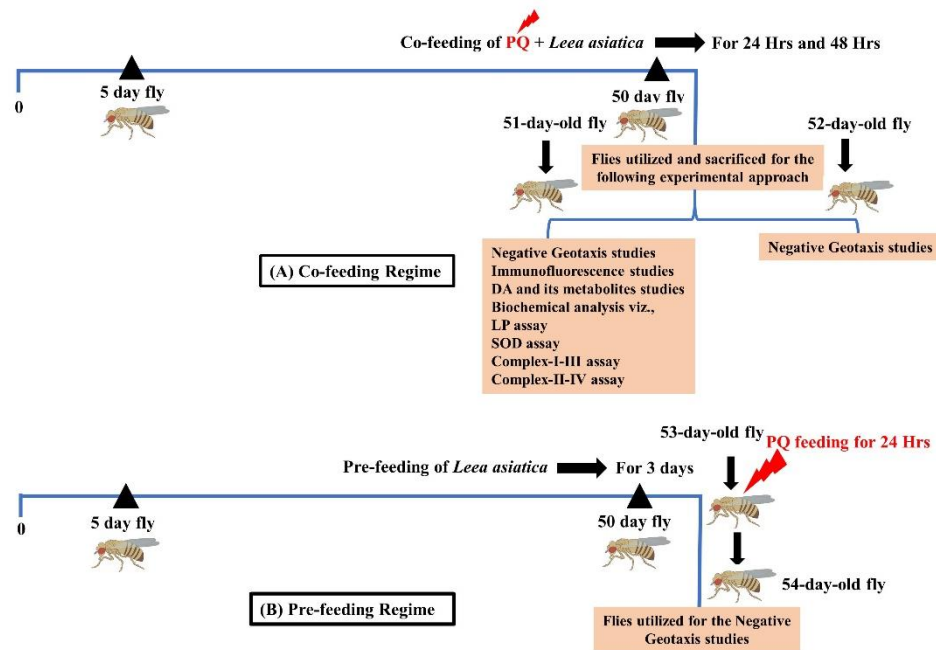 Co-feeding of PQ + Leea asiatica
For 24 Hrs and 48 Hrs
0
5 day fly
50 day fly
51-day-old fly
52-day-old fly
Flies utilized and sacrificed for the
following experimental approach
(A) Co-feeding Regime
Negative Geotaxis studies
Immunofluorescence studies
DA and its metabolites studies
Biochemical analysis viz.,
LP assay
SOD assay
Complex-I-III assay
Complex-II-IV assay
Negative Geotaxis studies
53-day-old fly
PQ feeding for 24 Hrs
Pre-feeding of Leea asiatica
For 3 days
0
5 day fly
50 day fly
54-day-old fly
(B) Pre-feeding Regime
Flies utilized for the Negative
Geotaxis studies